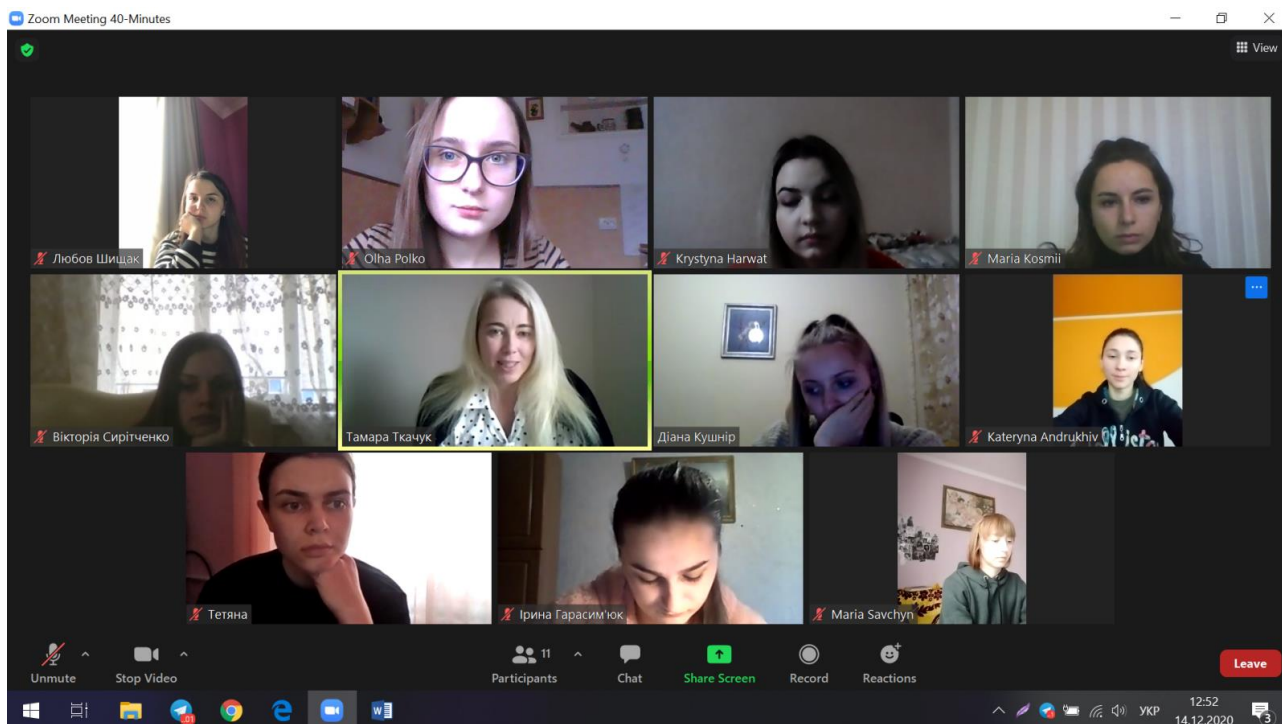 Zoom Meeting 40-Minutes
View
Любов Шищак
Olha Polko
Krystyna Harwat
Maria Kosmii
Вікторія Сирітченко
Тамара Ткачук
Діана Кушнір
Kateryna Andrukhiv
Тетяна
Ірина Гарасим'юк
Maria Savchyn
11
Unmute
Stop Video
Participants
Chat
Share Screen
Record
Reactions
Leave
УКР
12:52
14.12.2020